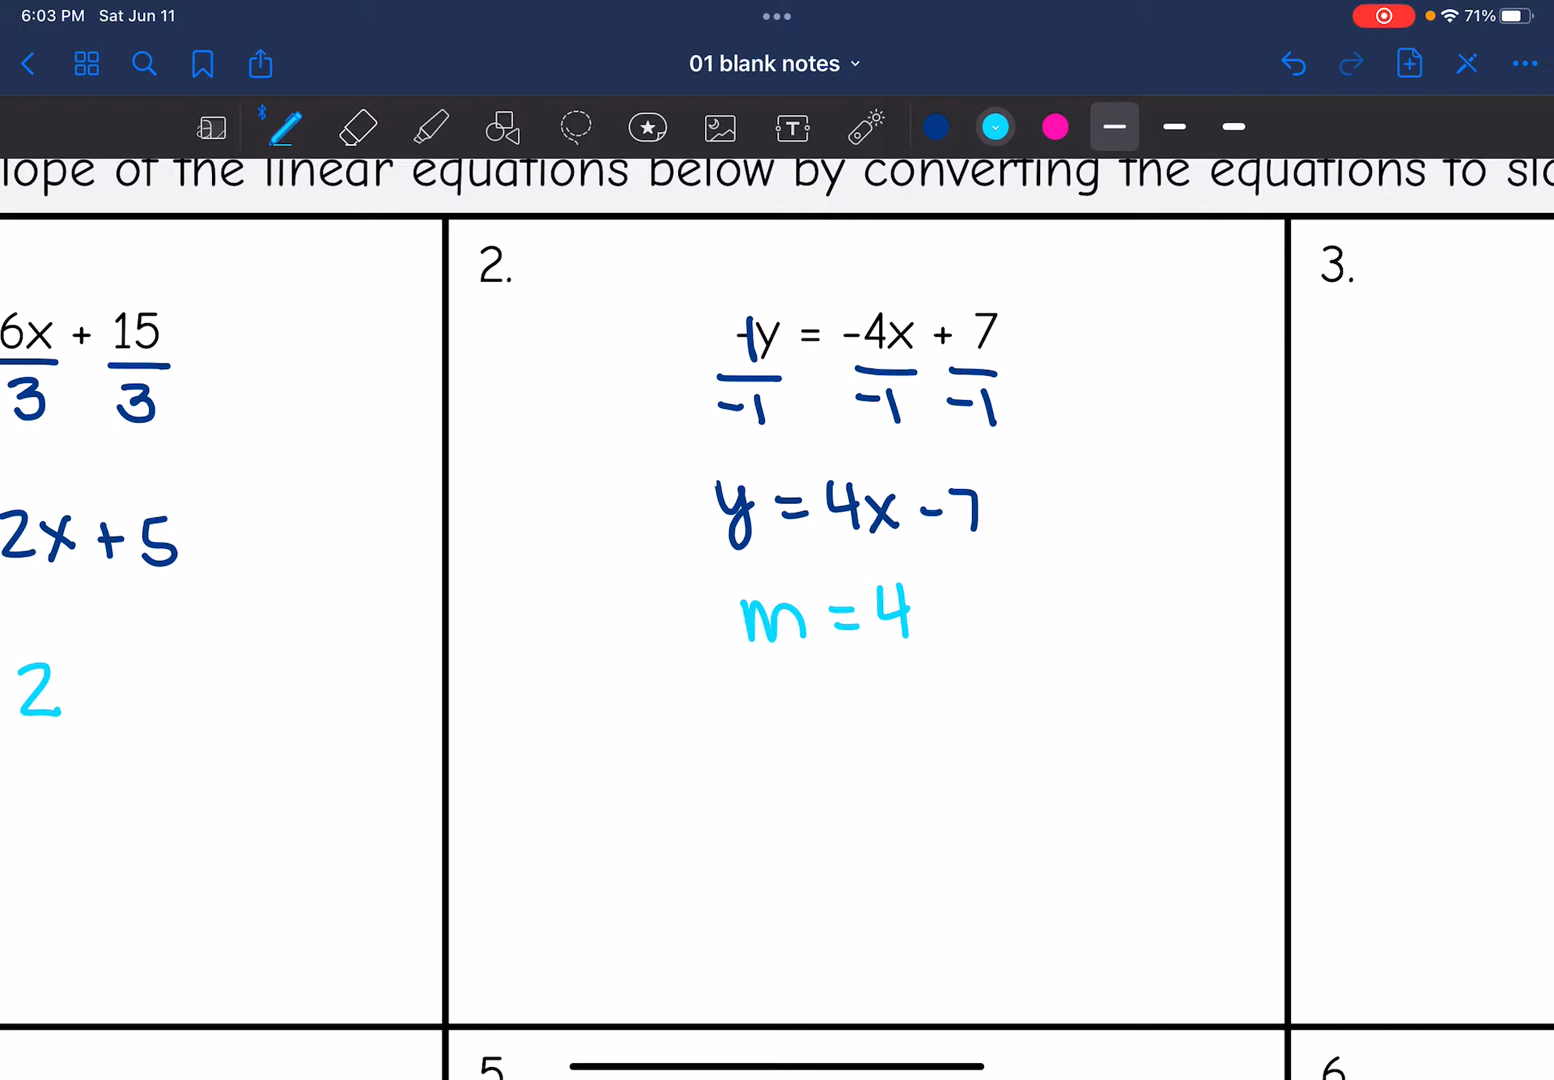 6:03 PM Sat Jun 11
71%
01 blank notes
lope of the linear equations below by converting the equations to slo
6x + 15
3 3
2x + 5
2
2.
-1y = -4x + 7
-1 -1 -1
y = 4x - 7
m = 4
3.
5
6